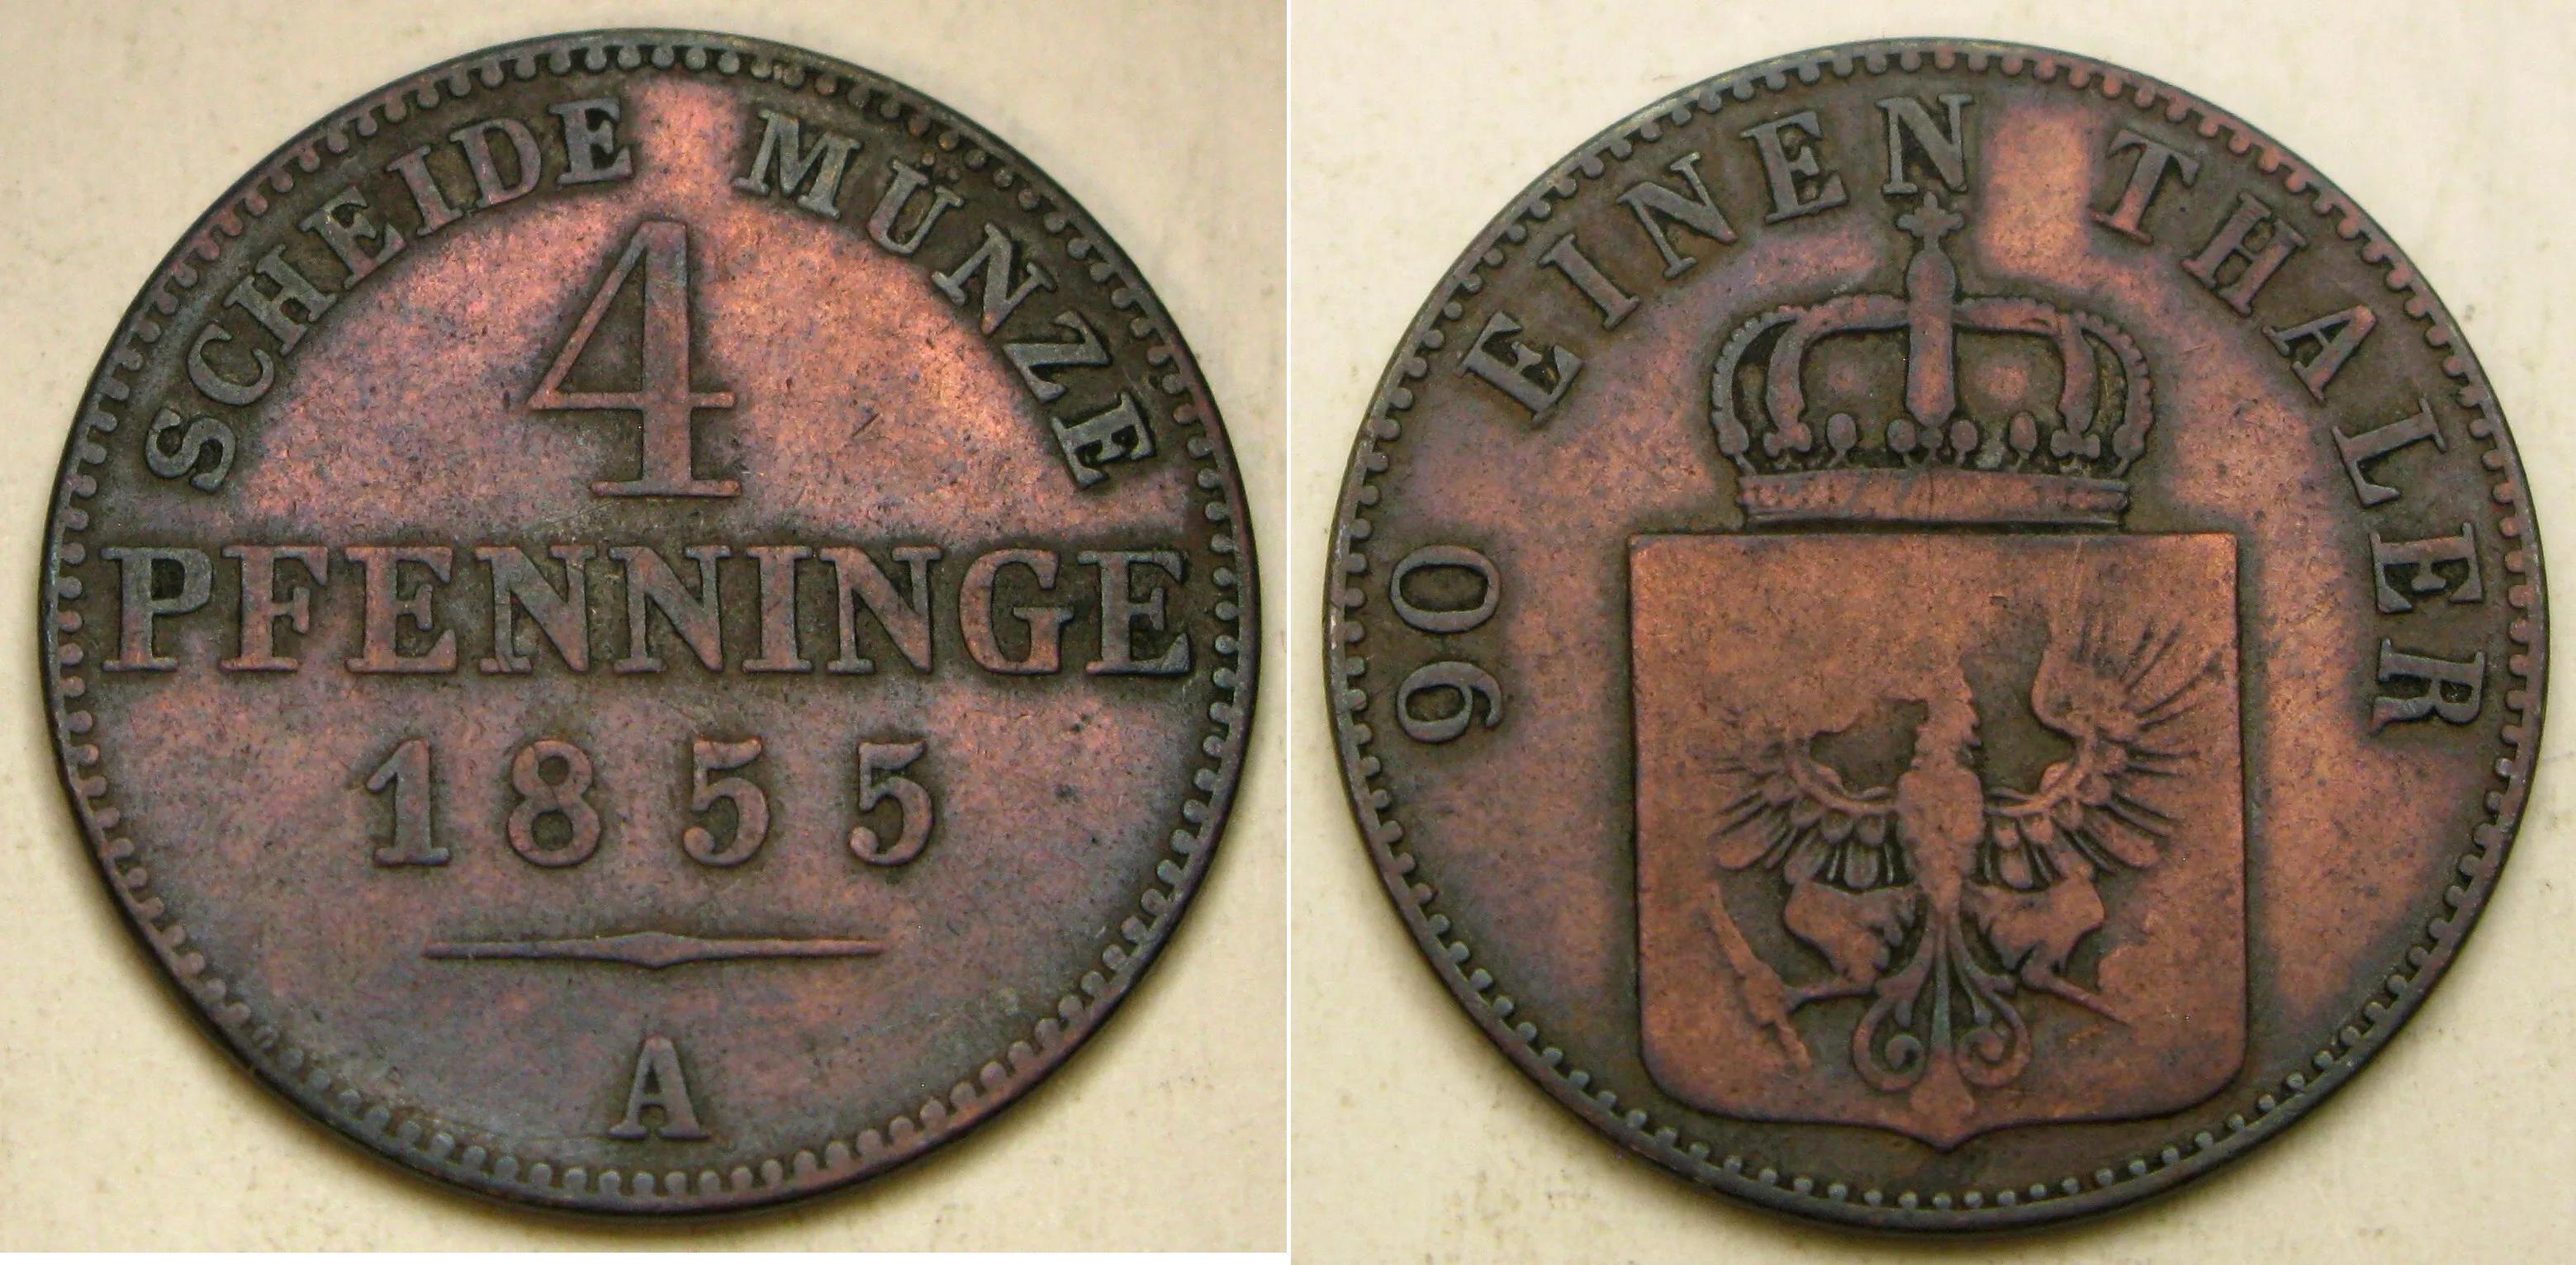 SCHEIDE MÜNZE
4
PFENNINGE
1855
A
90 EINEN THALER